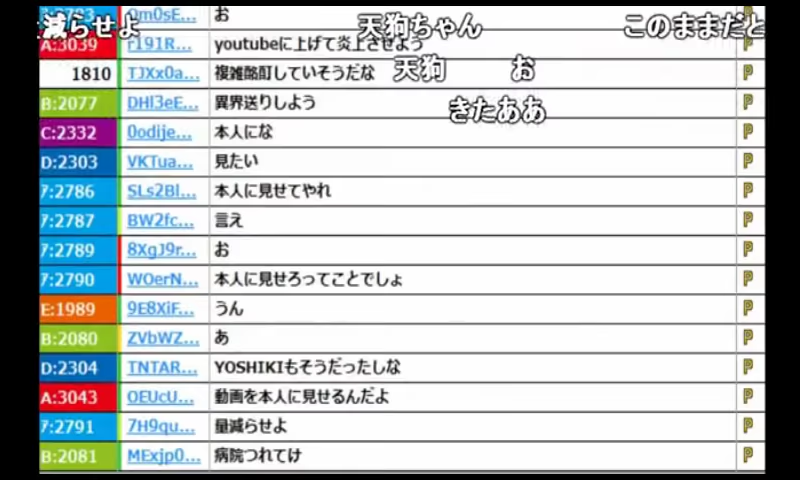 7:2783 Om0sE... お P
量減らせよ 天狗ちゃん このままだと
A:3039 r191R... youtubeに上げて炎上させよう P
1810 TJXx0a... 複雑酩酊していそうだな P
天狗 お
B:2077 DHl3eE... 異界送りしよう P
きたああ
C:2332 0odije... 本人にな P
D:2303 VKTua... 見たい P
7:2786 SLs2Bl... 本人に見せてやれ P
7:2787 BW2fc... 言え P
7:2789 8XgJ9r... お P
7:2790 WOerN... 本人に見せろってことでしょ P
E:1989 9E8XiF... うん P
B:2080 ZVbWZ... あ P
D:2304 TNTAR... YOSHIKIもそうだったしな P
A:3043 OEUcU... 動画を本人に見せるんだよ P
7:2791 7H9qu... 量減らせよ P
B:2081 MExjp0... 病院つれてけ P